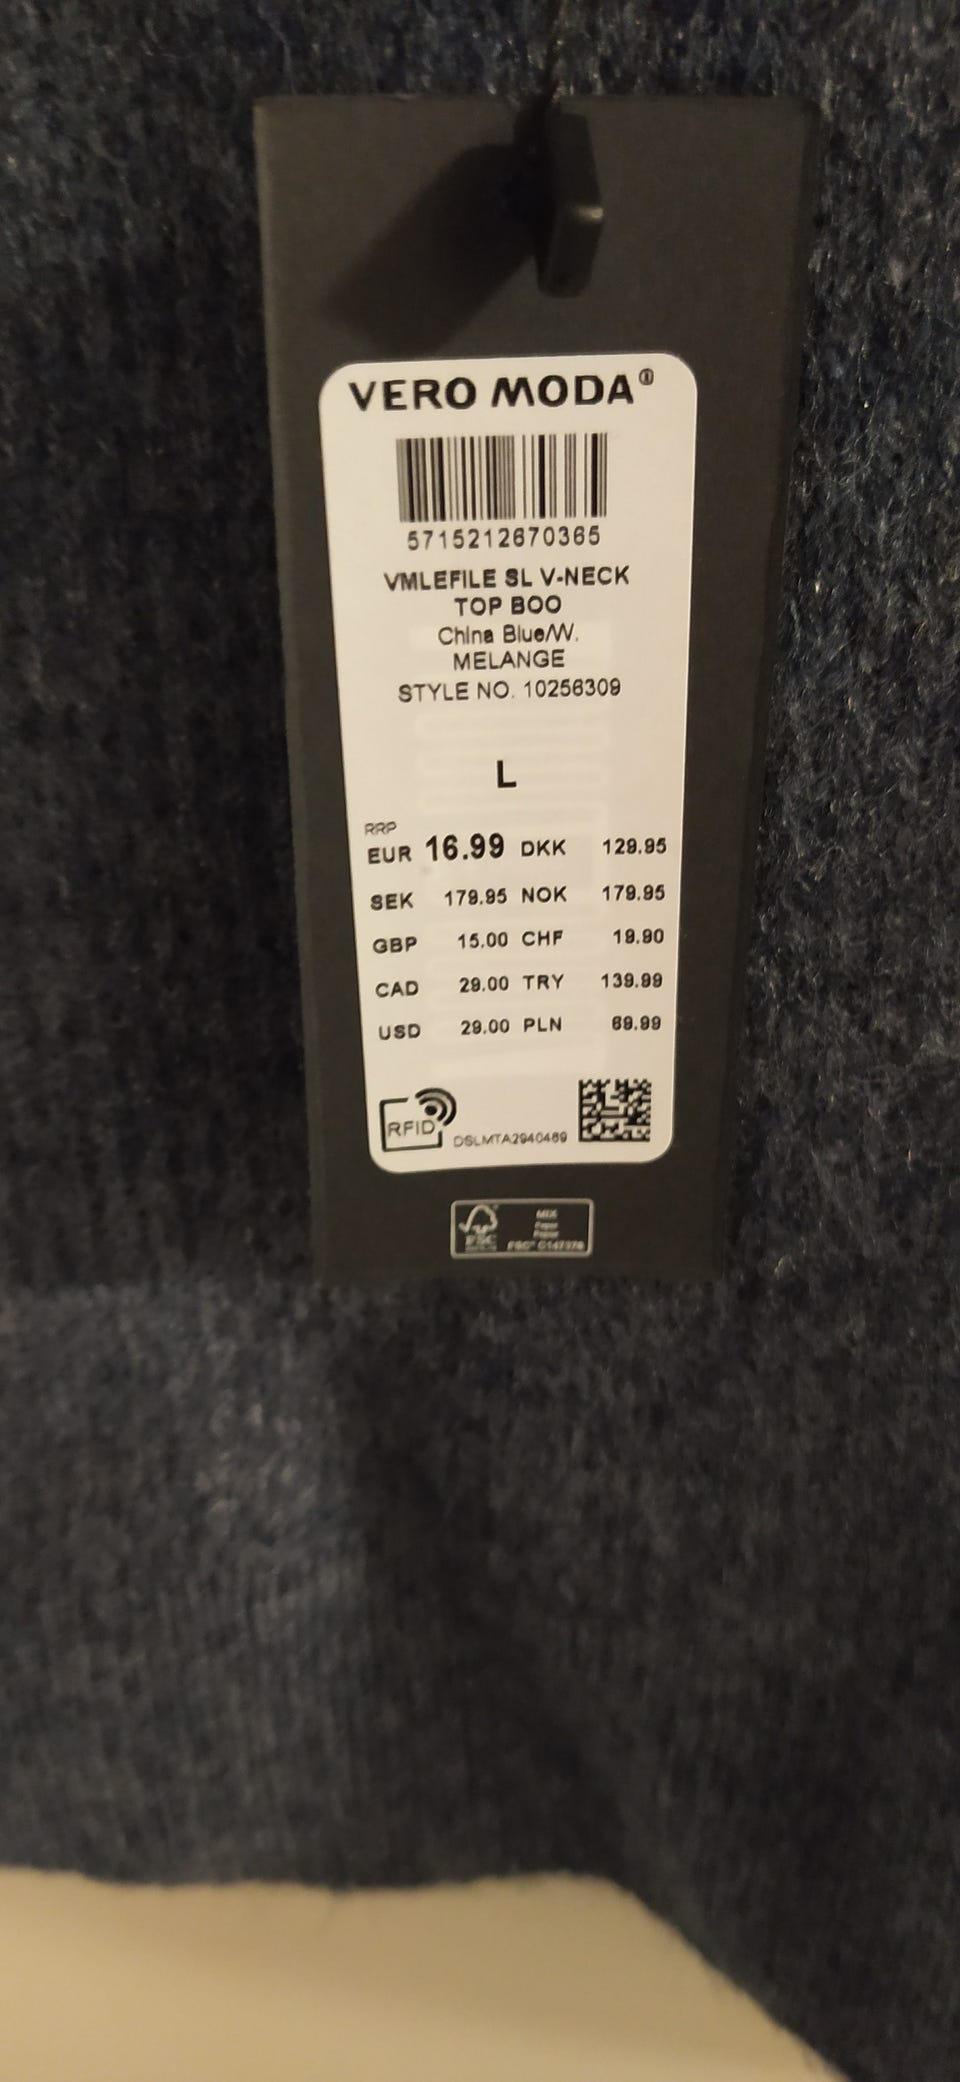 VERO MODA®
5715212670365
VMLEFILE SL V-NECK
TOP BOO
China Blue/W.
MELANGE
STYLE NO. 10256309
L
RRP
EUR 16.99 DKK 129.95
SEK 179.95 NOK 179.95
GBP 15.00 CHF 19.90
CAD 29.00 TRY 139.99
USD 29.00 PLN 69.99
RFID DSLMTA2940469
MIX
FSC